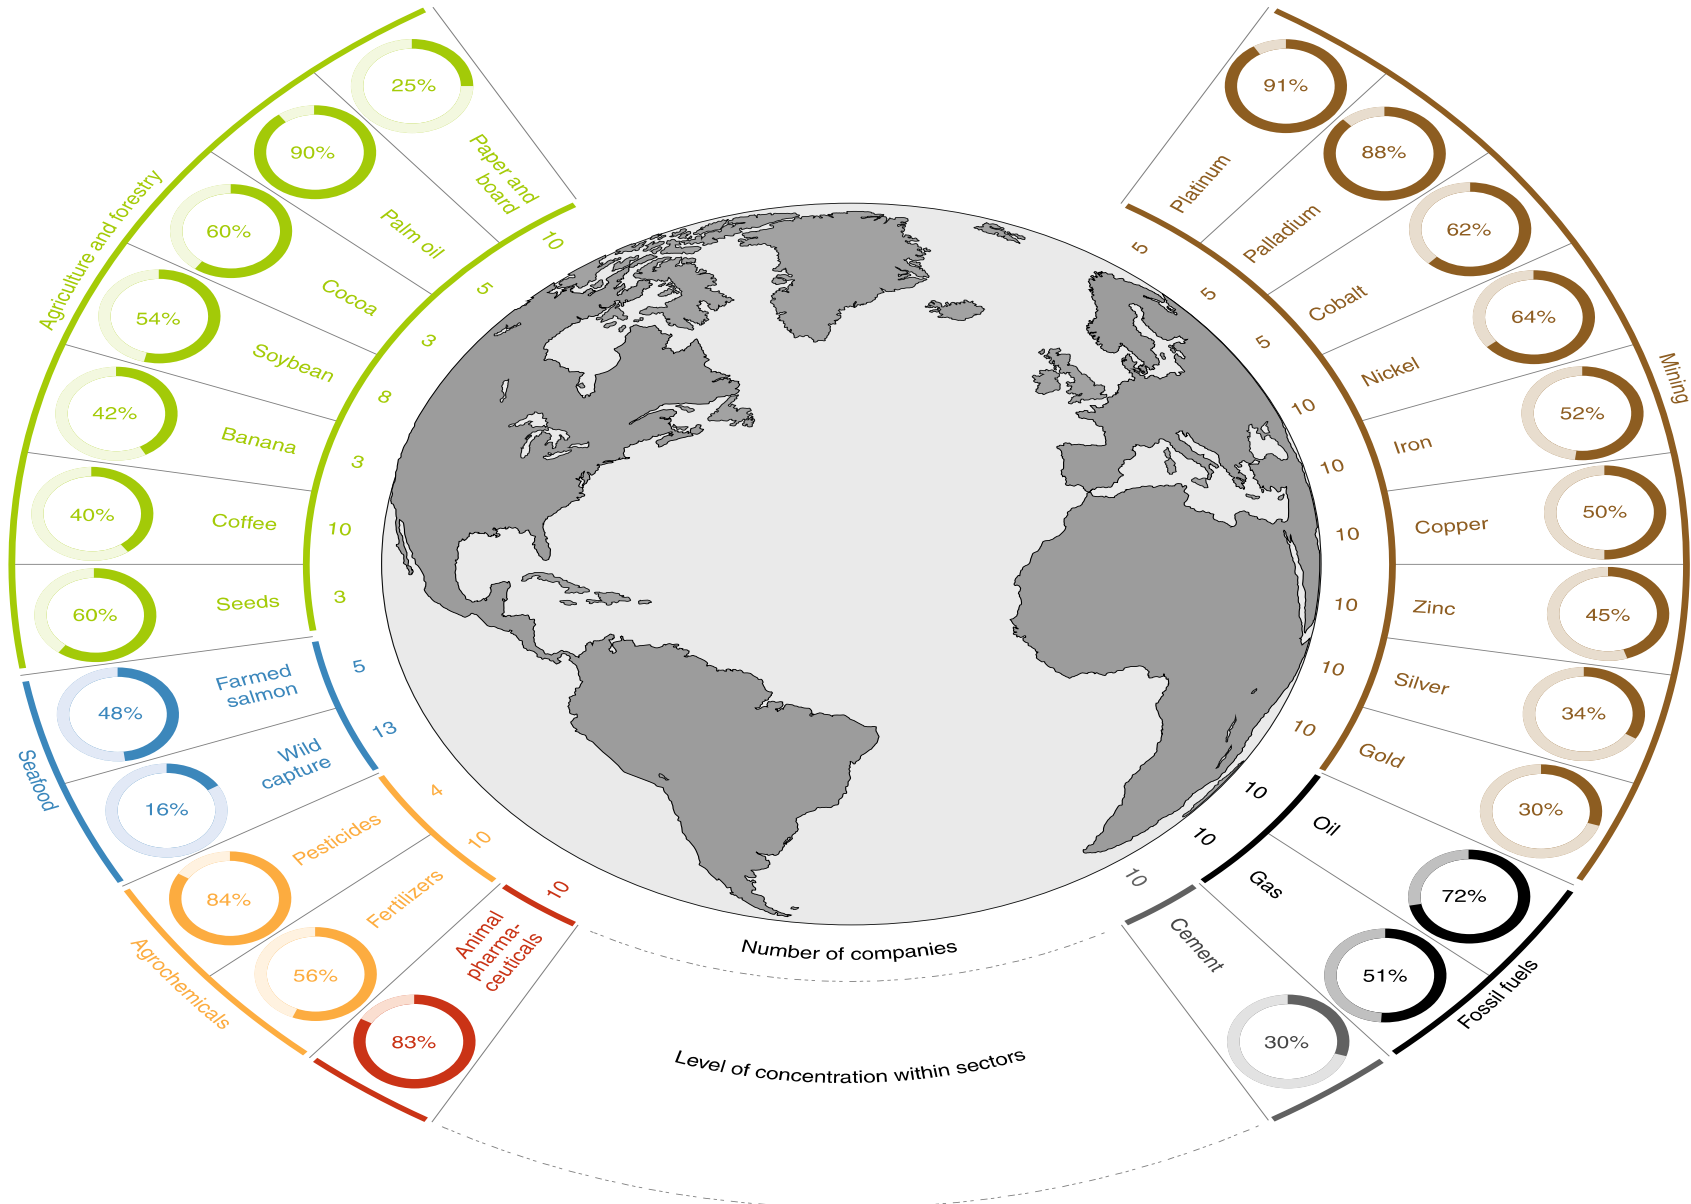 Agriculture and forestry
25%
Paper and
board
10
90%
Palm oil
5
60%
Cocoa
3
54%
Soybean
8
42%
Banana
3
40%
Coffee
10
60%
Seeds
3
Seafood
48%
Farmed
salmon
5
16%
Wild
capture
13
Agrochemicals
84%
Pesticides
4
56%
Fertilizers
10
83%
Animal
pharma-
ceuticals
10
Number of companies
Level of concentration within sectors
Mining
91%
Platinum
5
88%
Palladium
5
62%
Cobalt
5
64%
Nickel
10
52%
Iron
10
50%
Copper
10
45%
Zinc
10
34%
Silver
10
30%
Gold
10
Fossil fuels
72%
Oil
10
51%
Gas
10
30%
Cement
10